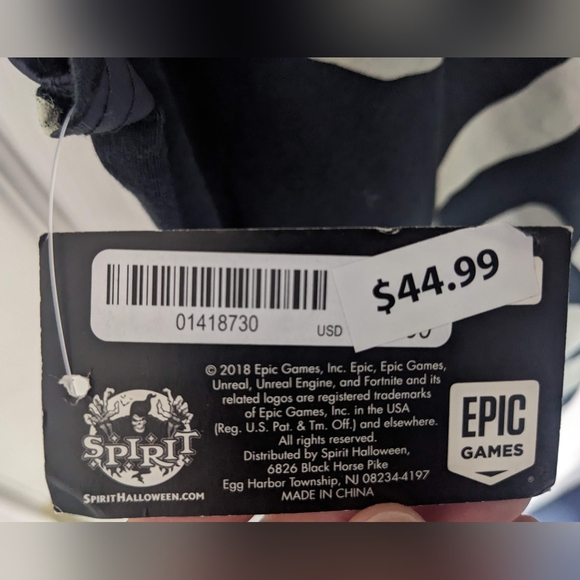 $44.99
01418730
USD
© 2018 Epic Games, Inc. Epic, Epic Games,
Unreal, Unreal Engine, and Fortnite and its
related logos are registered trademarks
of Epic Games, Inc. in the USA
(Reg. U.S. Pat. & Tm. Off.) and elsewhere.
All rights reserved.
Distributed by Spirit Halloween,
6826 Black Horse Pike
Egg Harbor Township, NJ 08234-4197
MADE IN CHINA
SPIRIT
SPIRITHALLOWEEN.COM
EPIC
GAMES